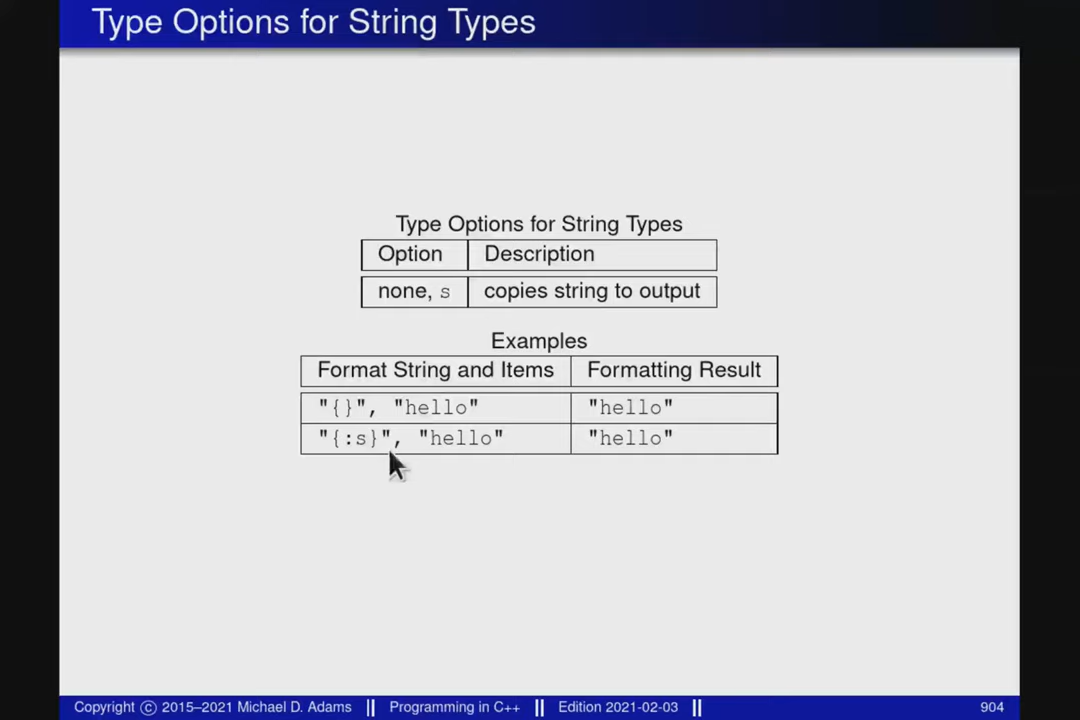 Type Options for String Types
Type Options for String Types
Option Description
none, s copies string to output
Examples
Format String and Items Formatting Result
"{}", "hello" "hello"
"{:s}", "hello" "hello"
Copyright © 2015–2021 Michael D. Adams || Programming in C++ || Edition 2021-02-03 || 904